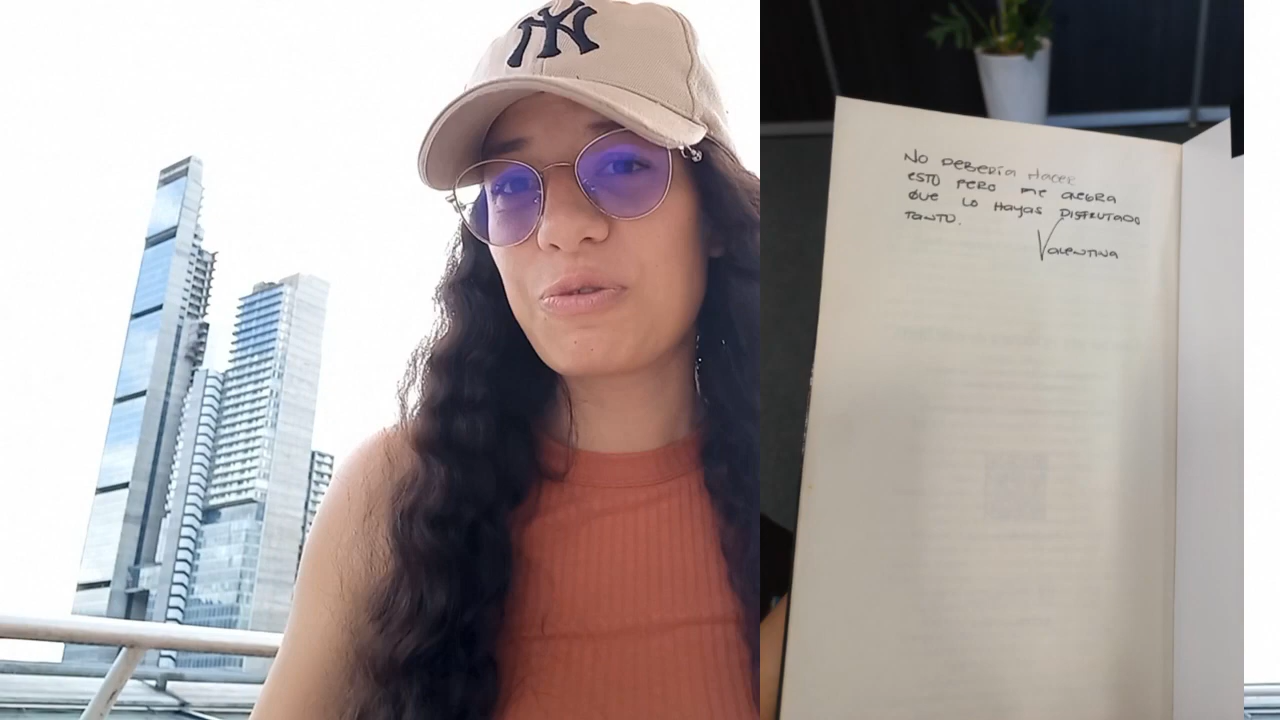 NY
No DEBERÍA HACER
ESTO PERO ME ALEGRA
QUE LO HAYAS DISFRUTADO
TANTO.
VALENTINA